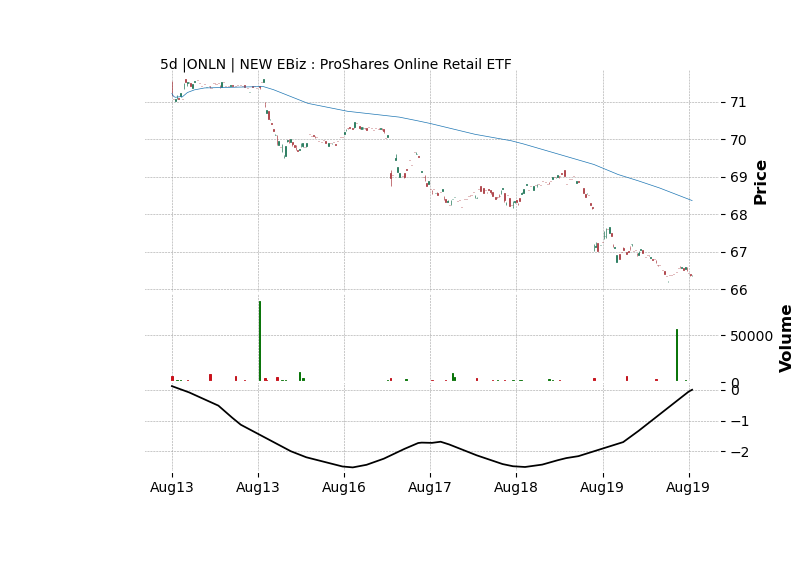 5d |ONLN | NEW EBiz : ProShares Online Retail ETF
71
70
69
68
67
66
Price
50000
0
Volume
0
−1
−2
Aug13 Aug13 Aug16 Aug17 Aug18 Aug19 Aug19